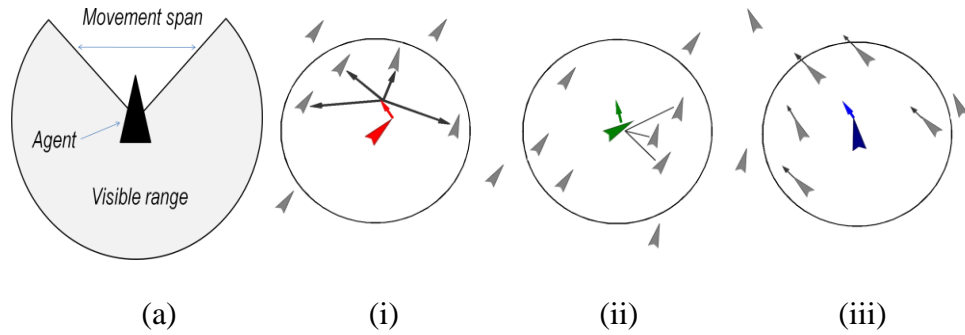 Movement span
Agent
Visible range
(a)
(i)
(ii)
(iii)